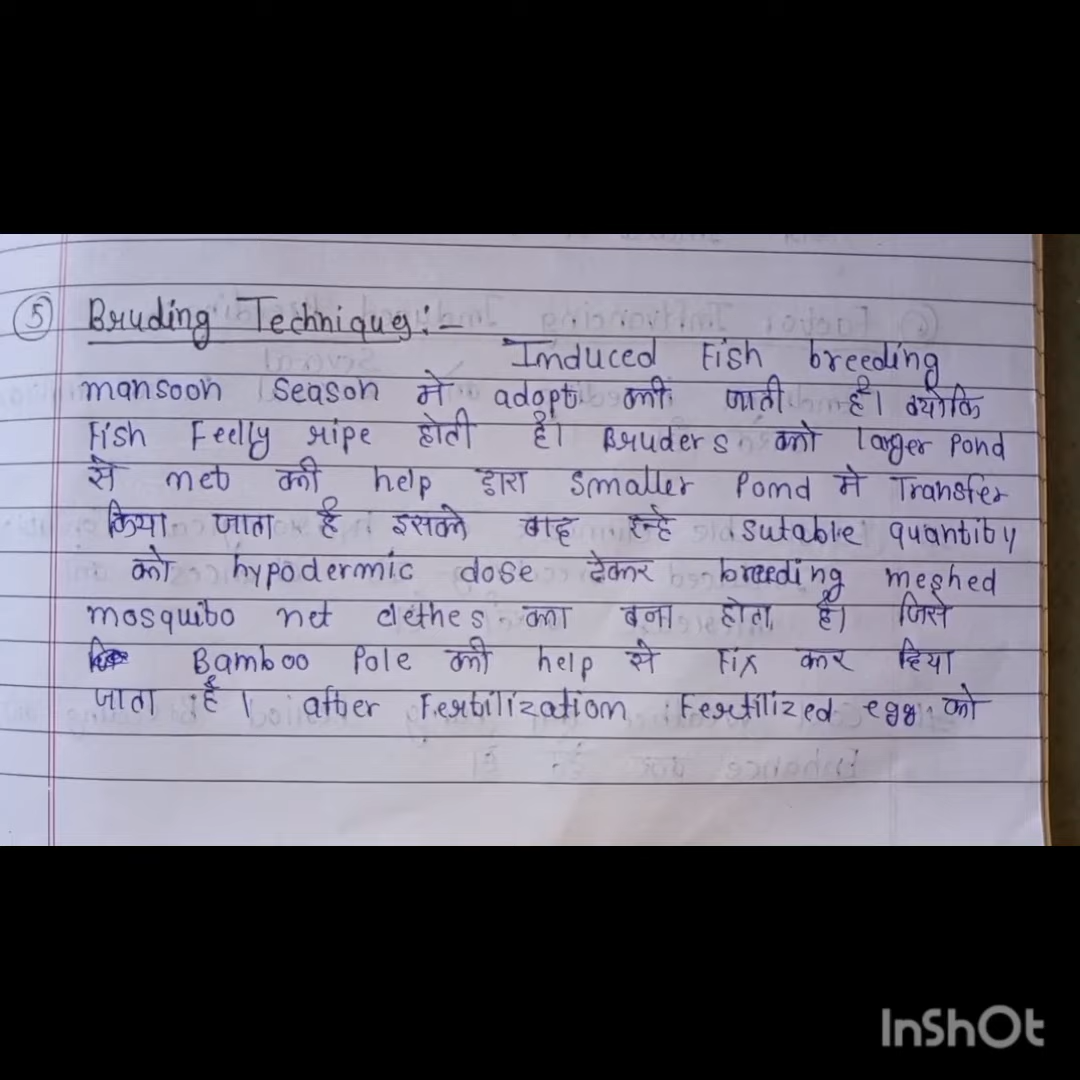 ⑤ Bruding Techniques :-
Induced Fish breeding
mansoon season मे adopt की जाती है। क्योकि
Fish Feelly ripe होती है। Bruders को larger Pond
से net की help द्वारा smaller Pond मे Transfer
किया जाता है इसके बाद इन्हे sutable quantity
को hypodermic dose देकर breeding meshed
mosquito net clethes का बना होता है। जिसे
Bamboo Pole की help से Fix कर दिया
जाता है। after Fertilization Fertilized egg को
InShOt